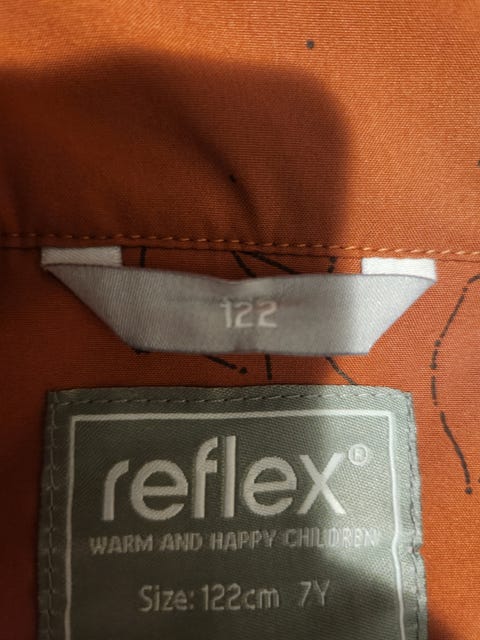 122
reflex®
WARM AND HAPPY CHILDREN
Size: 122cm 7Y